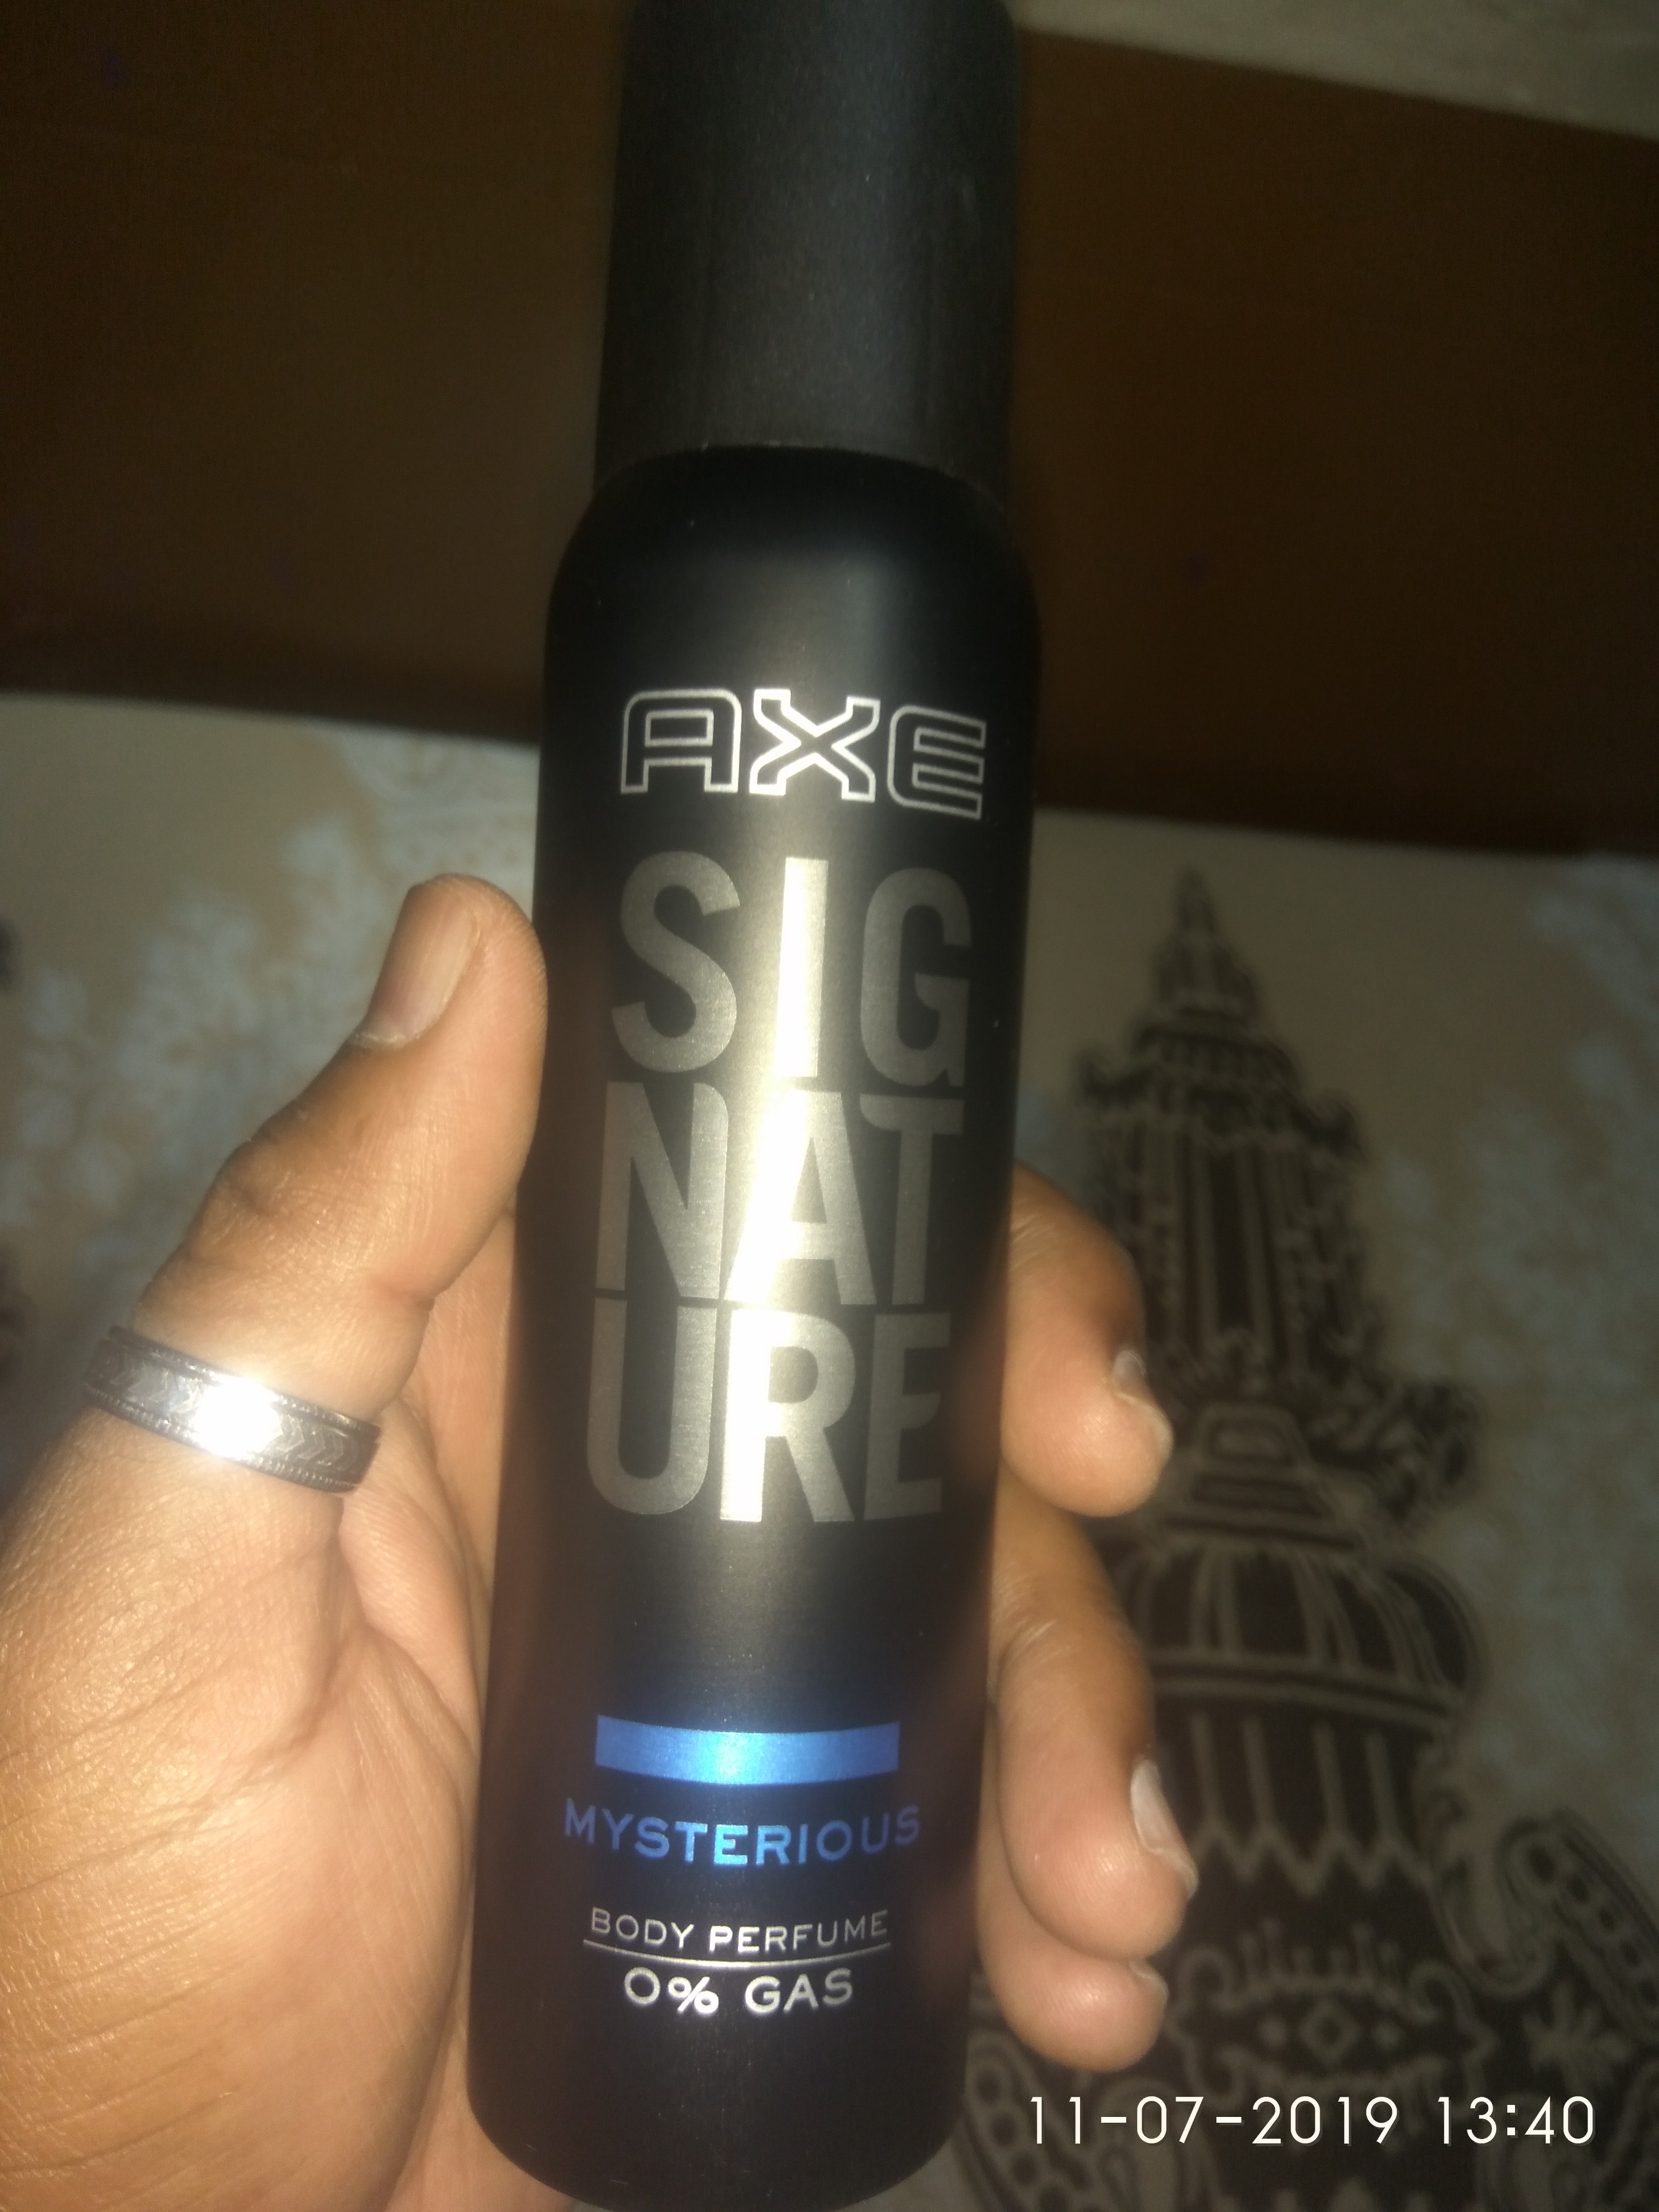 AXE
SIG
NAT
URE
MYSTERIOUS
BODY PERFUME
0% GAS
11-07-2019 13:40